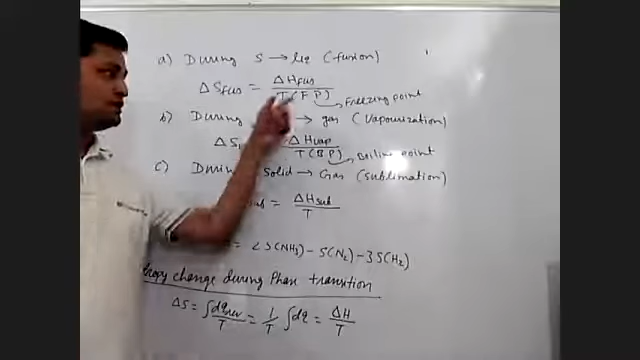 a) During S → liq (fusion)
ΔSfus = ΔHfus / T(F P) → Freezing point
b) During → gas (Vapourization)
ΔS ΔHvap / T(B P) → Boiling point
c) During Solid → Gas (sublimation)
= ΔHsub / T
= 2S(NH₃) - S(N₂) - 3S(H₂)
change during Phase transition
ΔS = ∫dqrev / T = 1/T ∫dq = ΔH / T